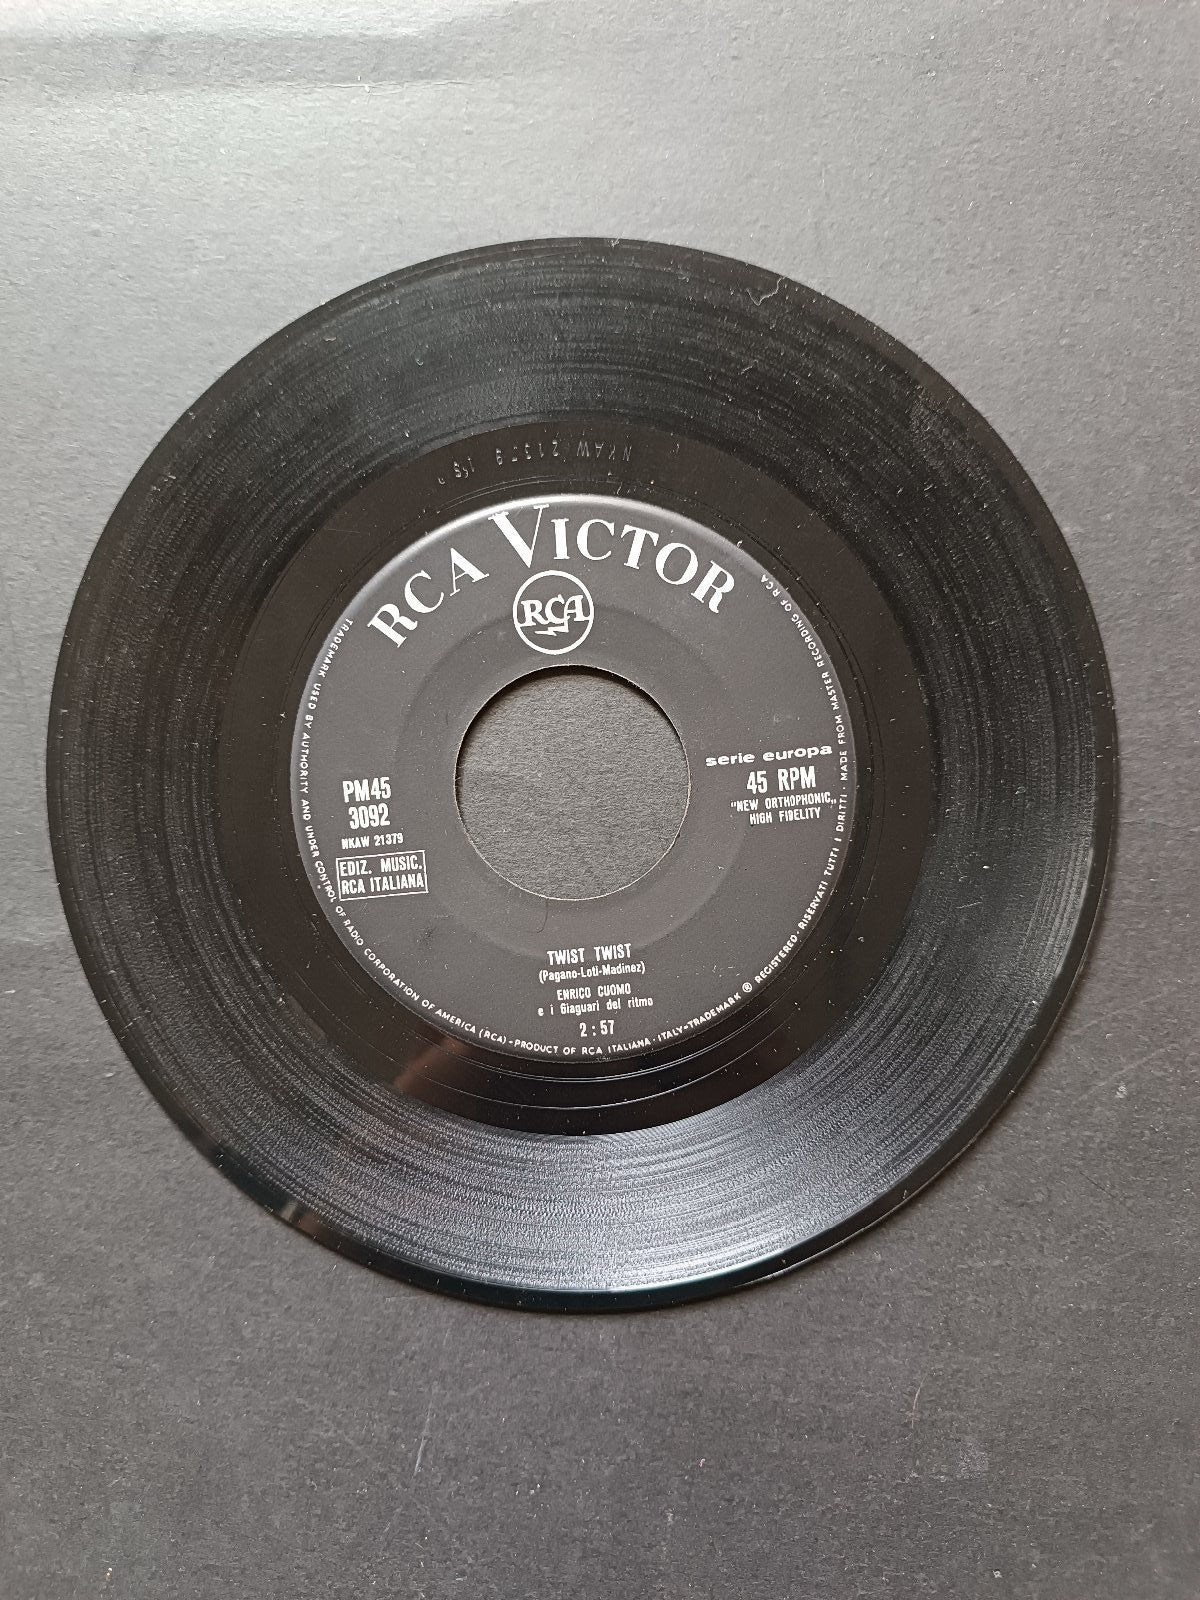 NKAW 21379
RCA VICTOR
RCA
serie europa
45 RPM
"NEW ORTHOPHONIC„
HIGH FIDELITY
PM45
3092
NKAW 21379
EDIZ. MUSIC.
RCA ITALIANA
TWIST TWIST
(Pagano-Loti-Madinez)
ENRICO CUOMO
e i Giaguari del ritmo
2:57
TRADEMARK USED BY AUTHORITY AND UNDER CONTROL OF RADIO CORPORATION OF AMERICA (RCA)-PRODUCT OF RCA ITALIANA · ITALY-TRADEMARK ® REGISTERED · RISERVATI TUTTI I DIRITTI · MADE FROM MASTER RECORDING OF RCA